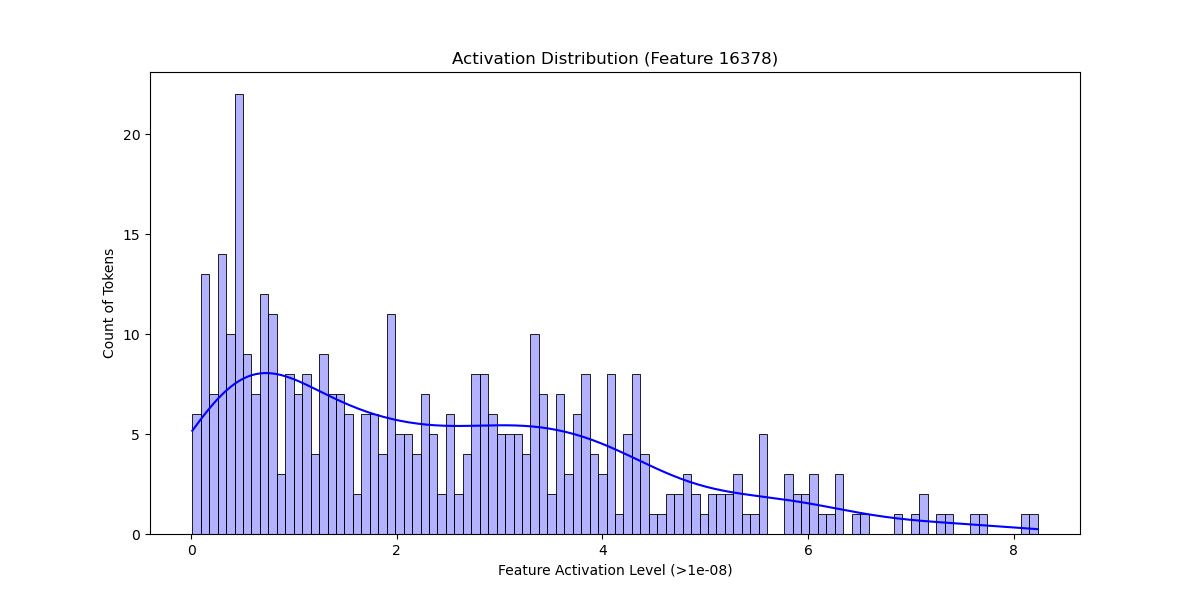 Activation Distribution (Feature 16378)
Count of Tokens
20
15
10
5
0
0 2 4 6 8
Feature Activation Level (>1e-08)